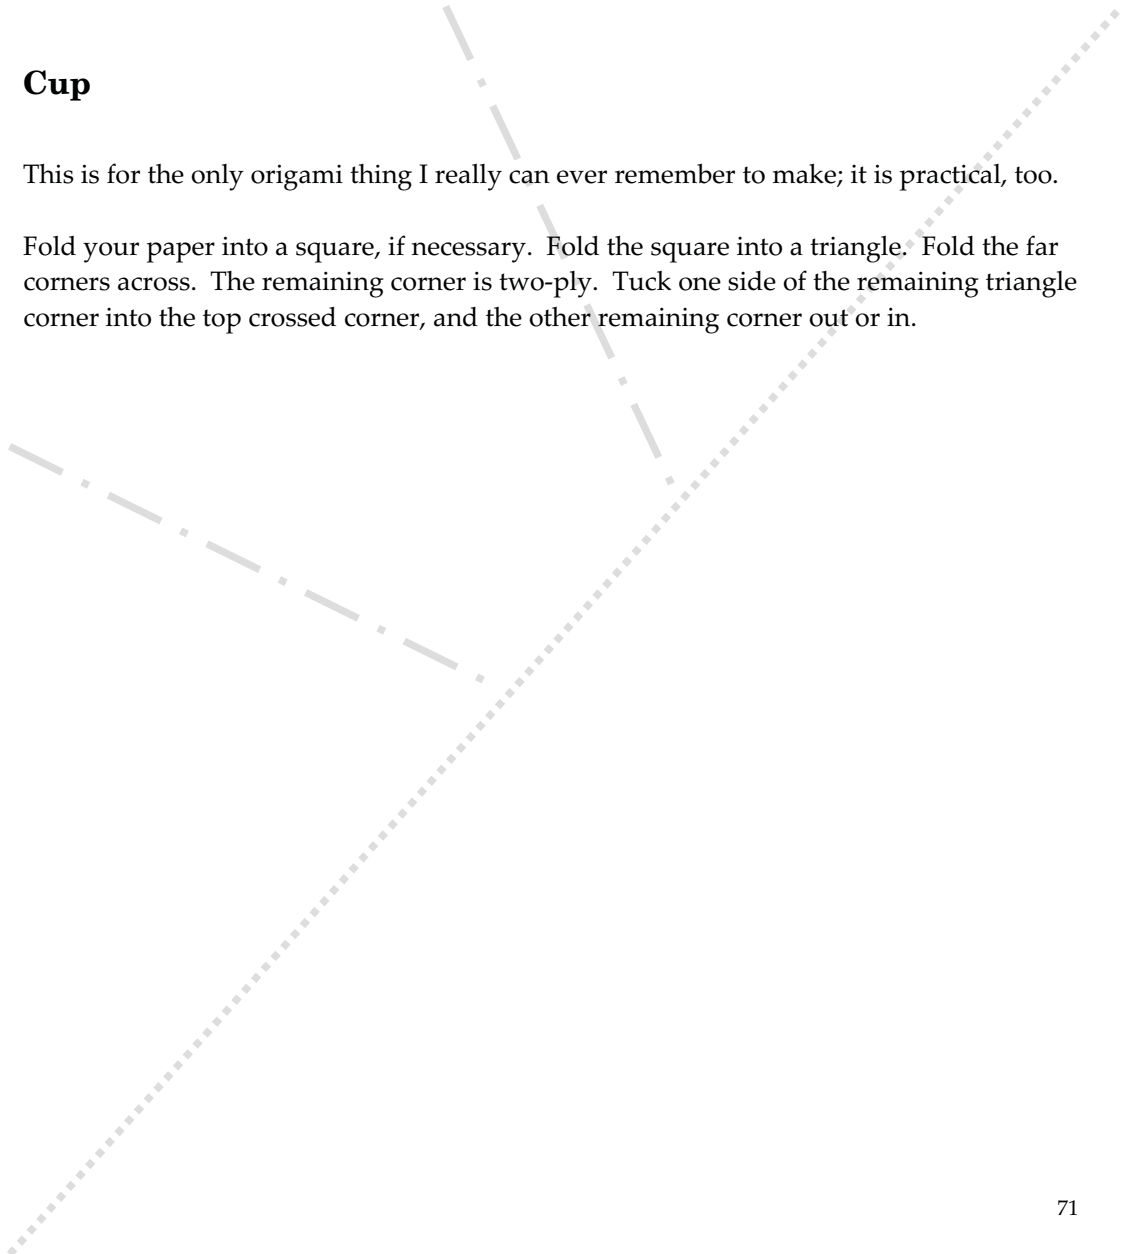 Cup
This is for the only origami thing I really can ever remember to make; it is practical, too.
Fold your paper into a square, if necessary.  Fold the square into a triangle.  Fold the far
corners across.  The remaining corner is two-ply.  Tuck one side of the remaining triangle
corner into the top crossed corner, and the other remaining corner out or in.
71